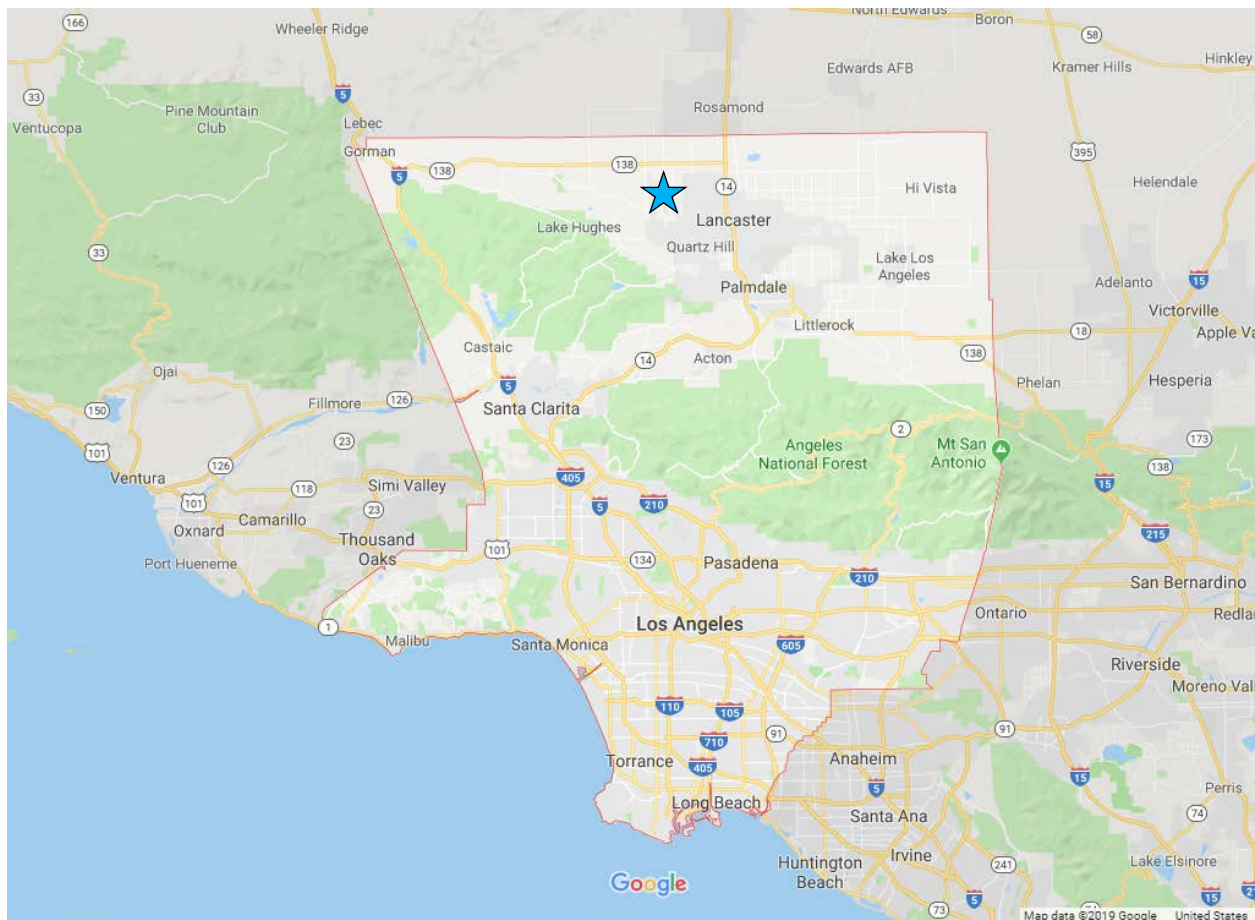 North Edwards
Boron
166
Wheeler Ridge
58
Hinkley
Edwards AFB
Kramer Hills
33
5
Pine Mountain
Club
Rosamond
Ventucopa
Lebec
Gorman
138
138
395
5
14
Hi Vista
Helendale
Lancaster
Lake Hughes
Quartz Hill
33
Lake Los
Angeles
15
Adelanto
Palmdale
Victorville
Littlerock
18
Apple Va
Castaic
14
Acton
138
Ojai
5
Phelan
Hesperia
126
Fillmore
Santa Clarita
150
2
23
Angeles
National Forest
Mt San
Antonio
173
101
138
126
Ventura
405
118
Simi Valley
15
210
101
5
23
Camarillo
Oxnard
215
Thousand
Oaks
101
134
Pasadena
Port Hueneme
210
San Bernardino
Ontario
Redlan
1
Los Angeles
Malibu
Santa Monica
605
Riverside
Moreno Val
110
105
91
91
710
Torrance
405
Anaheim
15
5
Perris
Long Beach
74
Santa Ana
Irvine
241
Lake Elsinore
Huntington
Beach
Google
5
15
73
74
Map data ©2019 Google
United States